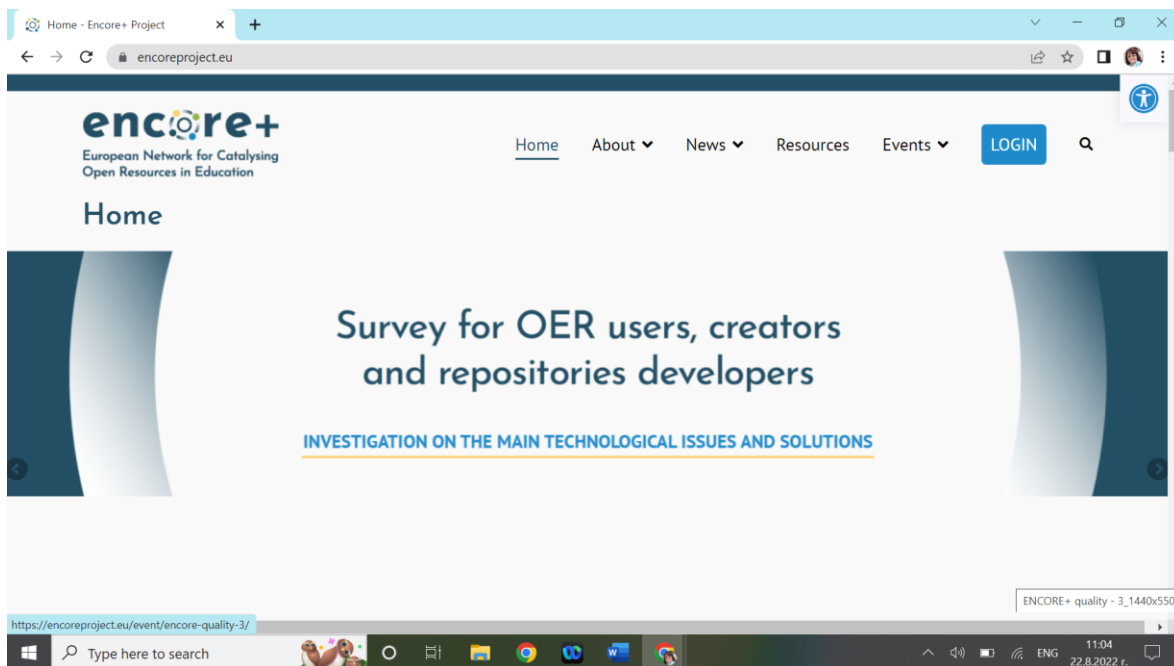 Home - Encore+ Project
encoreproject.eu
encore+
European Network for Catalysing
Open Resources in Education
Home About News Resources Events LOGIN
Home
Survey for OER users, creators
and repositories developers
INVESTIGATION ON THE MAIN TECHNOLOGICAL ISSUES AND SOLUTIONS
ENCORE+ quality - 3_1440x550
https://encoreproject.eu/event/encore-quality-3/
Type here to search
ENG
11:04
22.8.2022 г.